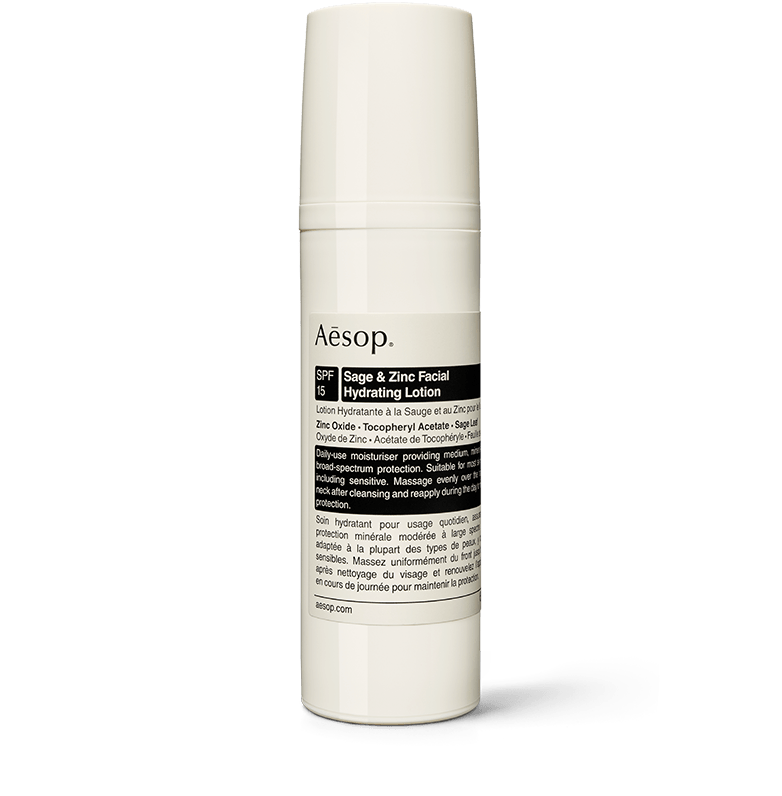 Aēsop®
SPF 15
Sage & Zinc Facial
Hydrating Lotion
Lotion Hydratante à la Sauge et au Zinc pour le
Zinc Oxide • Tocopheryl Acetate • Sage Leaf
Oxyde de Zinc • Acétate de Tocophéryle • Feuille
Daily-use moisturiser providing medium,
broad-spectrum protection. Suitable for most
including sensitive. Massage evenly over the
neck after cleansing and reapply during the day
protection.
Soin hydratant pour usage quotidien,
protection minérale modérée à large
adaptée à la plupart des types de peau,
sensibles. Massez uniformément du front
après nettoyage du visage et renouvelez
en cours de journée pour maintenir la protection.
aesop.com